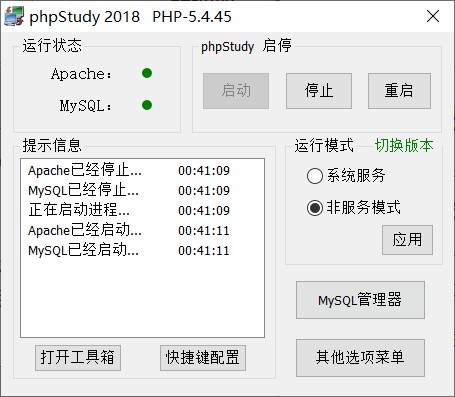 phpStudy 2018 PHP-5.4.45
运行状态
Apache：
MySQL：
phpStudy 启停
启动 停止 重启
提示信息
Apache已经停止... 00:41:09
MySQL已经停止... 00:41:09
正在启动进程... 00:41:09
Apache已经启动... 00:41:11
MySQL已经启动... 00:41:11
打开工具箱 快捷键配置
运行模式 切换版本
系统服务
非服务模式
应用
MySQL管理器
其他选项菜单